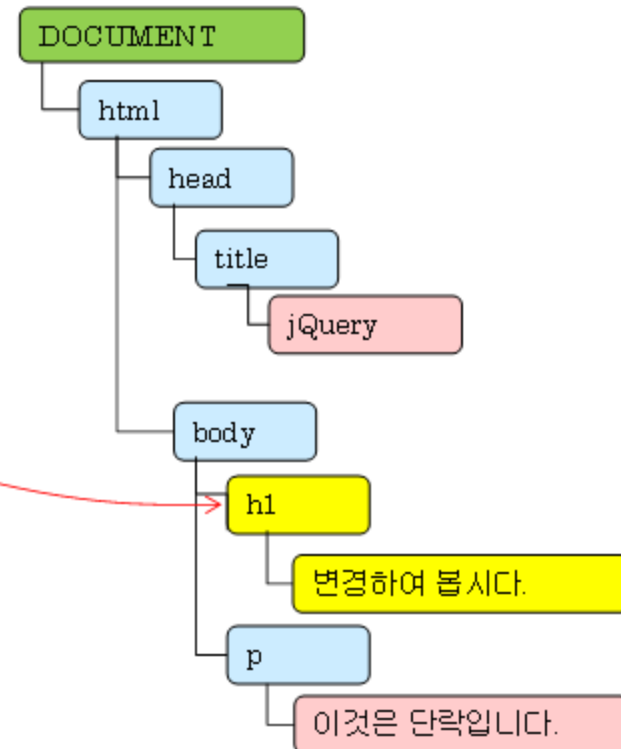 DOCUMENT
html
head
title
jQuery
body
h1
변경하여 봅시다.
p
이것은 단락입니다.